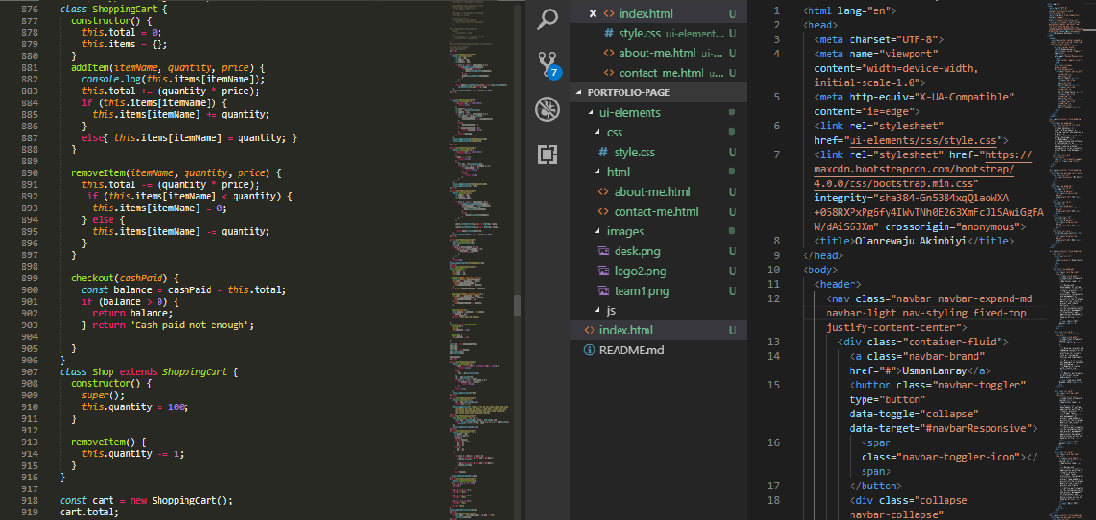 876 class ShoppingCart {
877 constructor() {
878 this.total = 0;
879 this.items = {};
880 }
881 addItem(itemName, quantity, price) {
882 console.log(this.items[itemName]);
883 this.total += (quantity * price);
884 if (this.items[itemName]) {
885 this.items[itemName] += quantity;
886 }
887 else{ this.items[itemName] = quantity; }
888 }
889
890 removeItem(itemName, quantity, price) {
891 this.total -= (quantity * price);
892 if (this.items[itemName] < quantity) {
893 this.items[itemName] = 0;
894 } else {
895 this.items[itemName] -= quantity;
896 }
897 }
898
899 checkout(cashPaid) {
900 const balance = cashPaid - this.total;
901 if (balance > 0) {
902 return balance;
903 } return 'Cash paid not enough';
904
905 }
906 }
907 class Shop extends ShoppingCart {
908 constructor() {
909 super();
910 this.quantity = 100;
911 }
912
913 removeItem() {
914 this.quantity -= 1;
915 }
916 }
917
918 const cart = new ShoppingCart();
919 cart.total;
7
X <> index.html U
# style.css ui-element... U
<> about-me.html ui-... U
<> contact_me.html u... U
PORTFOLIO-PAGE
ui-elements
css
# style.css U
html
<> about-me.html U
<> contact-me.html U
images
desk.png U
logo2.png U
team1.png U
js
<> index.html U
README.md
1 <html lang="en">
2 <head>
3 <meta charset="UTF-8">
4 <meta name="viewport"
content="width=device-width,
initial-scale=1.0">
5 <meta http-equiv="X-UA-Compatible"
content="ie=edge">
6 <link rel="stylesheet"
href="ui-elements/css/style.css">
7 <link rel="stylesheet" href="https://
maxcdn.bootstrapcdn.com/bootstrap/
4.0.0/css/bootstrap.min.css"
crossorigin="anonymous">
8 <title>Olanrewaju Akinbiyi</title>
9 </head>
10 <body>
11 <header>
12 <nav class="navbar navbar-expand-md
navbar-light nav-styling fixed-top
justify-content-center">
13 <div class="container-fluid">
14 <a class="navbar-brand"
href="#">UsmanLanray</a>
15 <button class="navbar-toggler"
type="button"
data-toggle="collapse"
data-target="#navbarResponsive">
16 <span
class="navbar-toggler-icon"></
span>
17 </button>
18 <div class="collapse
navbar-collapse"